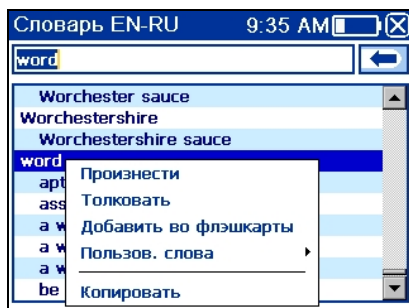 Словарь EN-RU 9:35 AM
word
Worchester sauce
Worchestershire
Worchestershire sauce
word
apt
Произнести
ass
Толковать
a w
Добавить во флэшкарты
a w
Пользов. слова
a w
be
Копировать